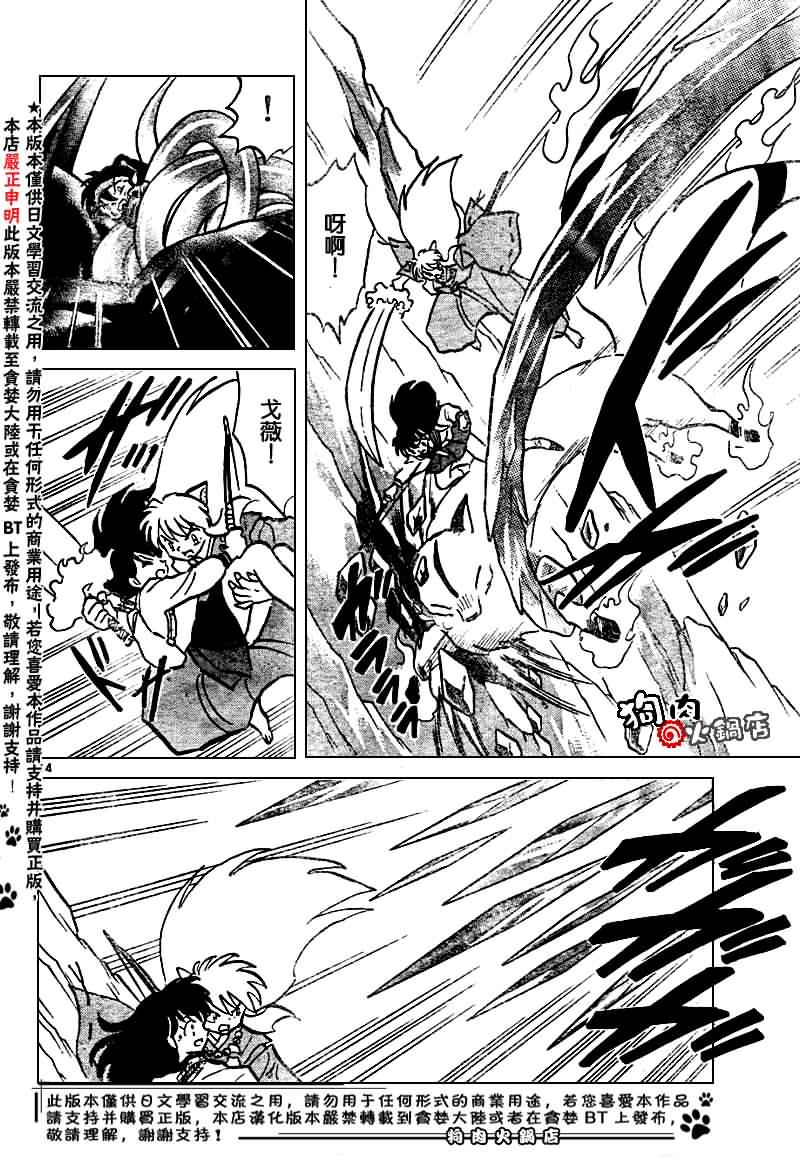 呀啊！
！
戈薇！
ドッ
4
狗肉
火鍋店
★本版本僅供日文學習交流之用，請勿用于任何形式的商業用途，若您喜愛本作品請支持并購買正版，
本店嚴正申明此版本嚴禁轉載至貪婪大陸或在貪婪BT上發布，敬請理解，謝謝支持！
此版本僅供日文學習交流之用，請勿用于任何形式的商業用途，若您喜愛本作品
請支持并購買正版，本店漢化版本嚴禁轉載到貪婪大陸或者在貪婪BT上發布，
敬請理解，謝謝支持！
狗肉火鍋店